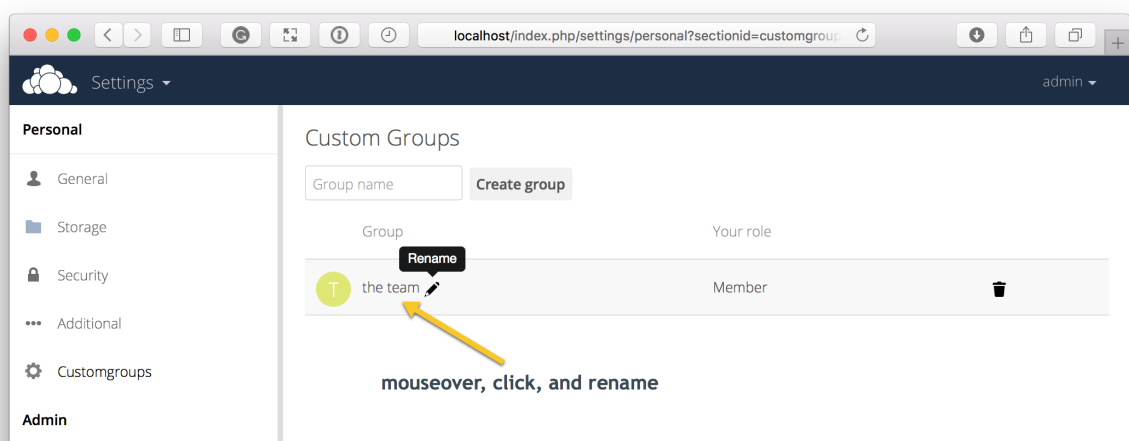 localhost/index.php/settings/personal?sectionid=customgroup
Settings
admin
Personal
General
Storage
Security
Additional
Customgroups
Admin
Custom Groups
Group name
Create group
Group
Your role
Rename
T
the team
Member
mouseover, click, and rename